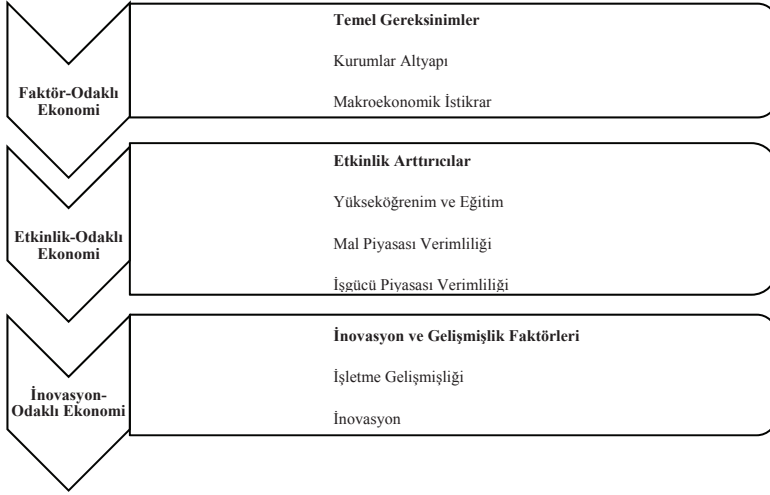 Temel Gereksinimler
Kurumlar Altyapı
Faktör-Odaklı
Ekonomi
Makroekonomik İstikrar
Etkinlik Arttırıcılar
Yükseköğrenim ve Eğitim
Etkinlik-Odaklı
Ekonomi
Mal Piyasası Verimliliği
İşgücü Piyasası Verimliliği
İnovasyon ve Gelişmişlik Faktörleri
İşletme Gelişmişliği
İnovasyon-
Odaklı Ekonomi
İnovasyon